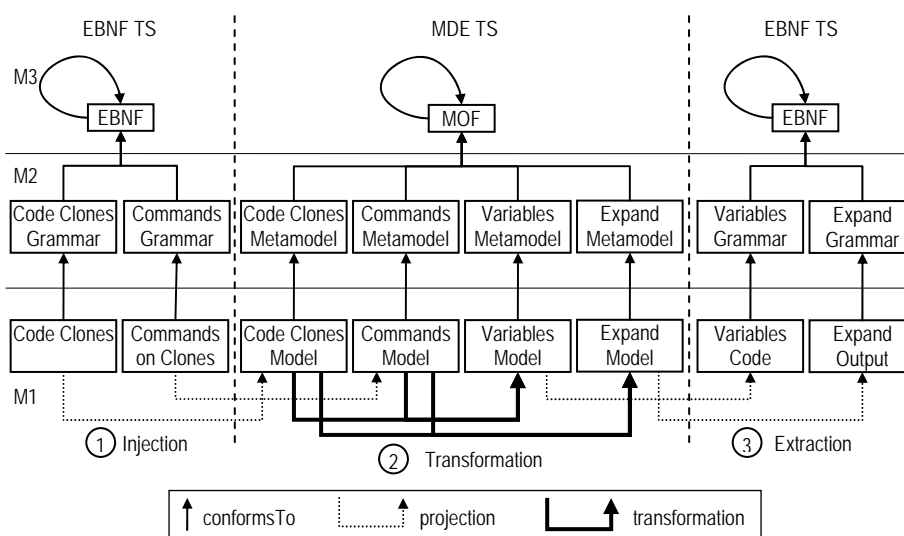 EBNF TS
MDE TS
EBNF TS
M3
EBNF
MOF
EBNF
M2
Code Clones
Grammar
Commands
Grammar
Code Clones
Metamodel
Commands
Metamodel
Variables
Metamodel
Expand
Metamodel
Variables
Grammar
Expand
Grammar
Code Clones
Commands
on Clones
Code Clones
Model
Commands
Model
Variables
Model
Expand
Model
Variables
Code
Expand
Output
M1
1 Injection
2 Transformation
3 Extraction
conformsTo
projection
transformation